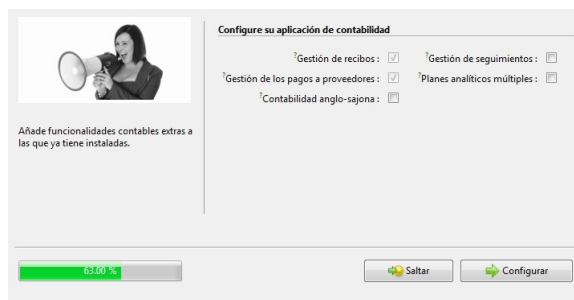 Configure su aplicación de contabilidad
?Gestión de recibos : ?Gestión de seguimientos :
?Gestión de los pagos a proveedores : ?Planes analíticos múltiples :
?Contabilidad anglo-sajona :
Añade funcionalidades contables extras a
las que ya tiene instaladas.
63.00 % Saltar Configurar